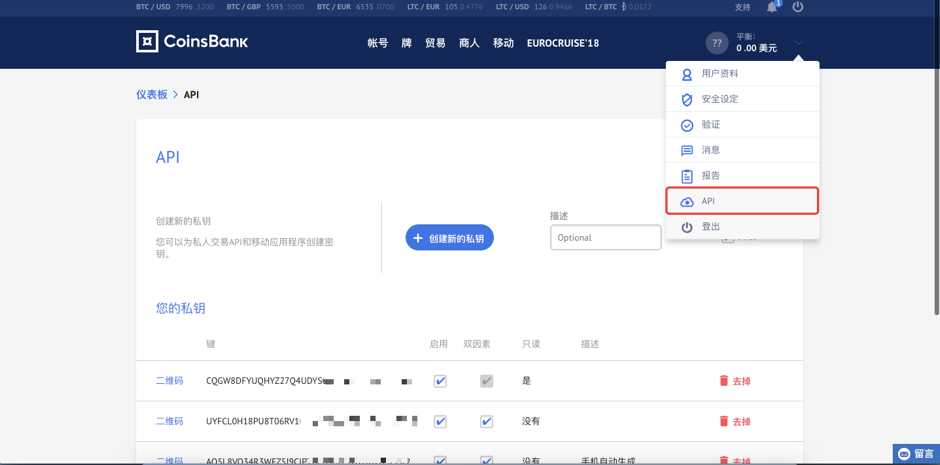 BTC / USD 7996 .3200 BTC / GBP 5593 .3000 BTC / EUR 6535 .0700 LTC / EUR 105 0.4776 LTC / USD 126 0.9466 LTC / BTC 0.0172 支持 1
CoinsBank 帐号 牌 贸易 商人 移动 EUROCRUISE'18 ?? 平衡:
0 .00 美元
用户资料
安全设定
验证
消息
报告
API
登出
仪表板 > API
API
创建新的私钥
您可以为私人交易API和移动应用程序创建密
钥。
+ 创建新的私钥
描述
Optional
您的私钥
键 启用 双因素 只读 描述
二维码 CQGW8DFYUQHYZ27Q4UDYS 是 去掉
二维码 UYFCL0H18PU8T06RV1 没有 去掉
二维码 没有 手机自动生成 去掉
留言